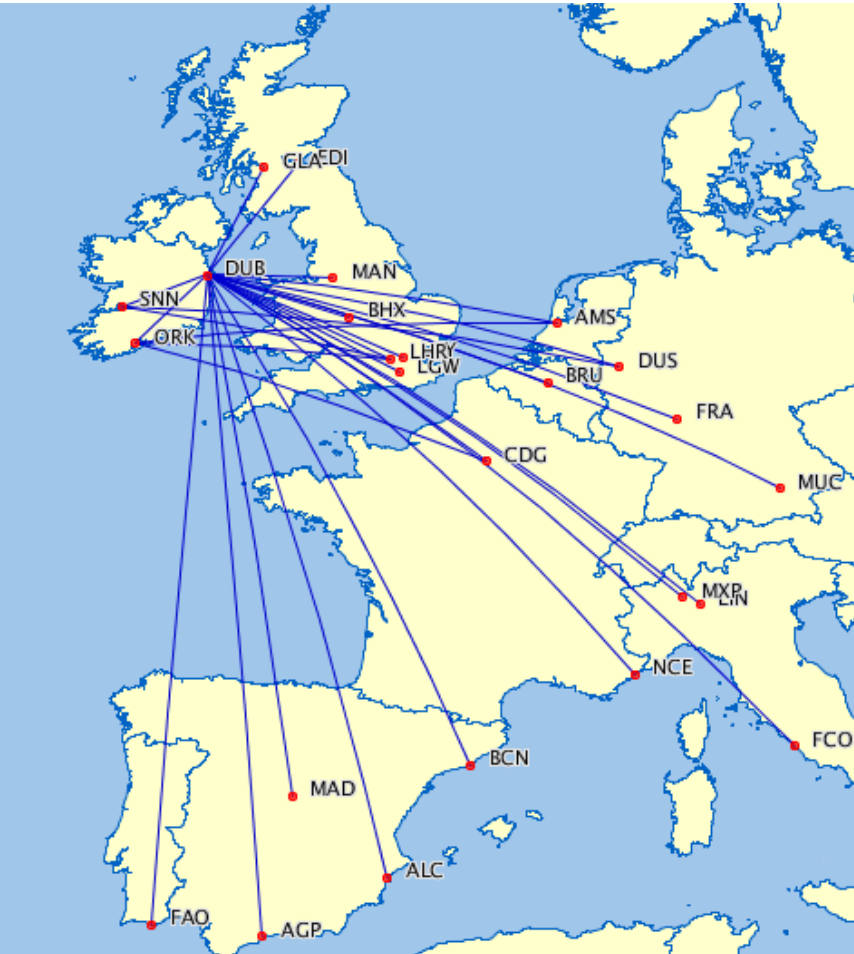 GLA EDI
DUB
MAN
SNN
BHX
AMS
ORK
LHR
LGW
DUS
BRU
FRA
CDG
MUC
MXP
LIN
NCE
FCO
BCN
MAD
ALC
FAO
AGP